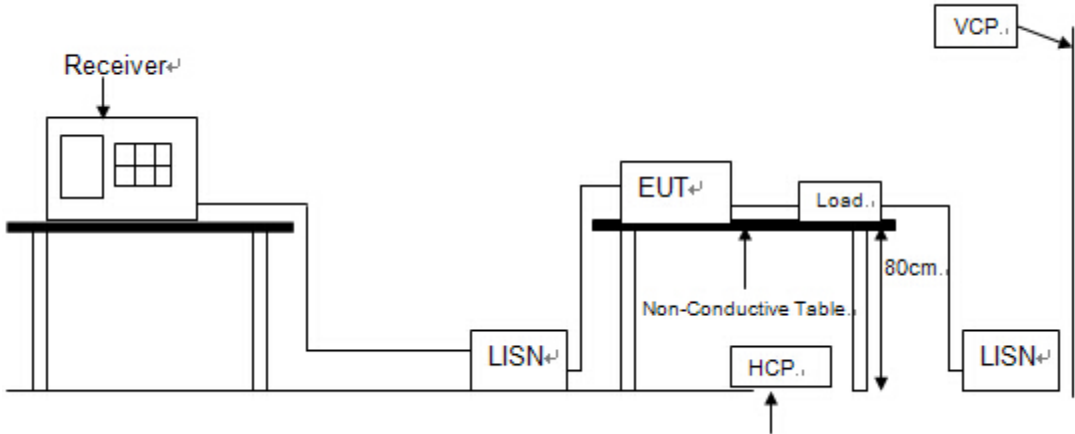 VCP.
Receiver
EUT
Load.
80cm.
Non-Conductive Table.
LISN
HCP.
LISN